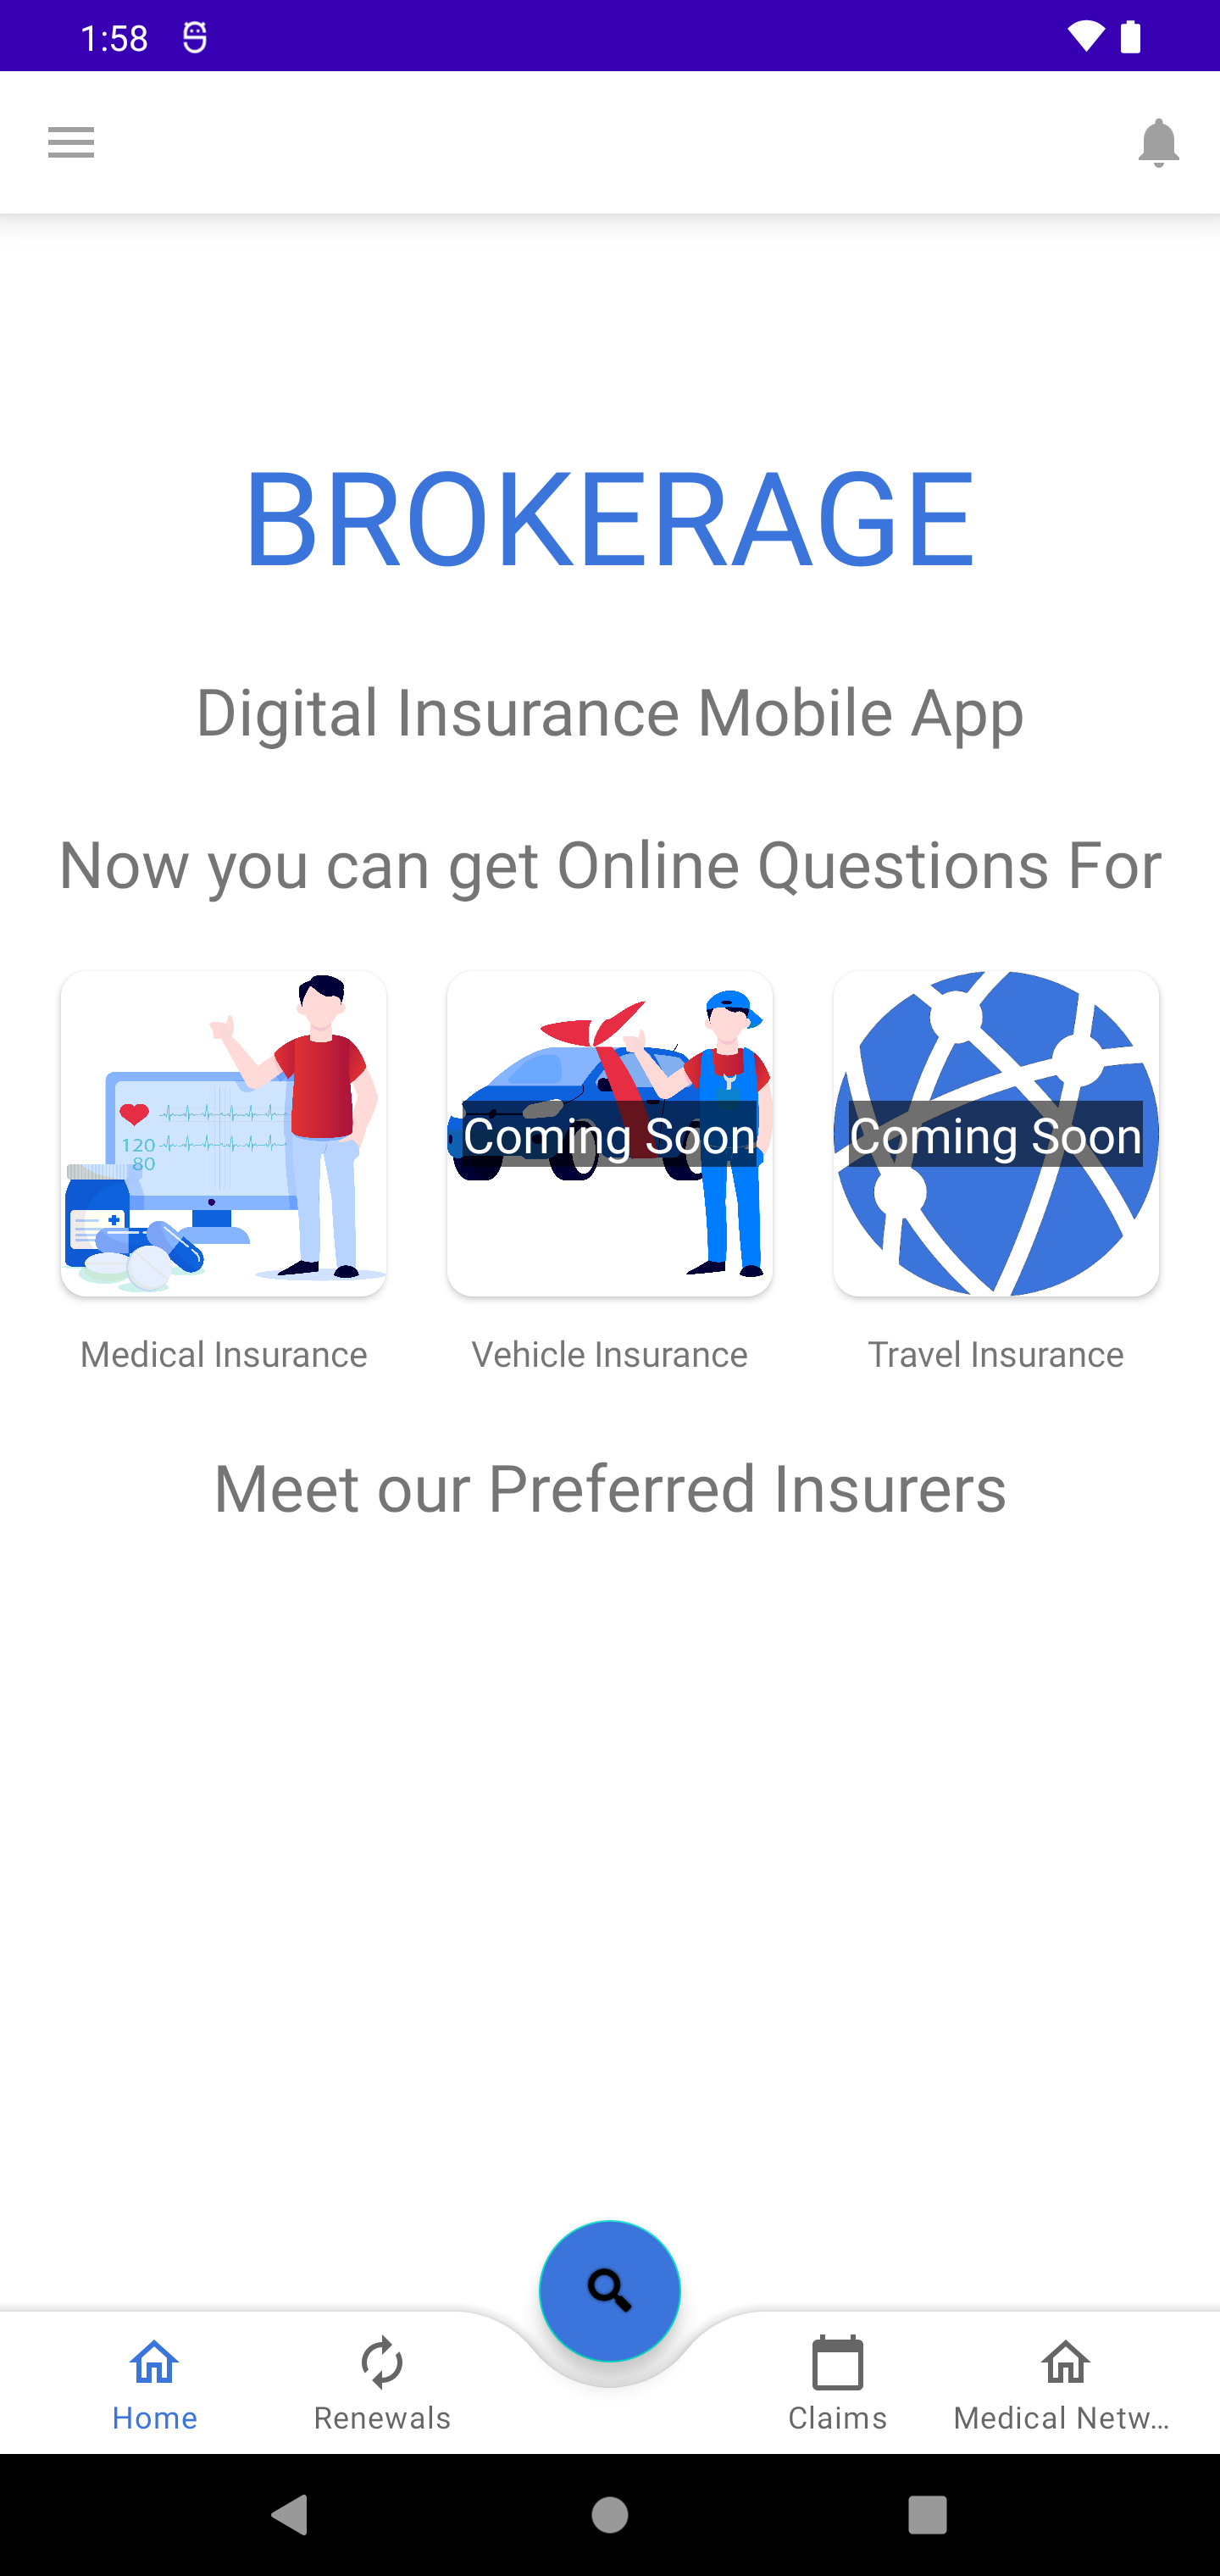 1:58
BROKERAGE
Digital Insurance Mobile App
Now you can get Online Questions For
120
80
Coming Soon
Coming Soon
Medical Insurance
Vehicle Insurance
Travel Insurance
Meet our Preferred Insurers
Home
Renewals
Claims
Medical Netw...